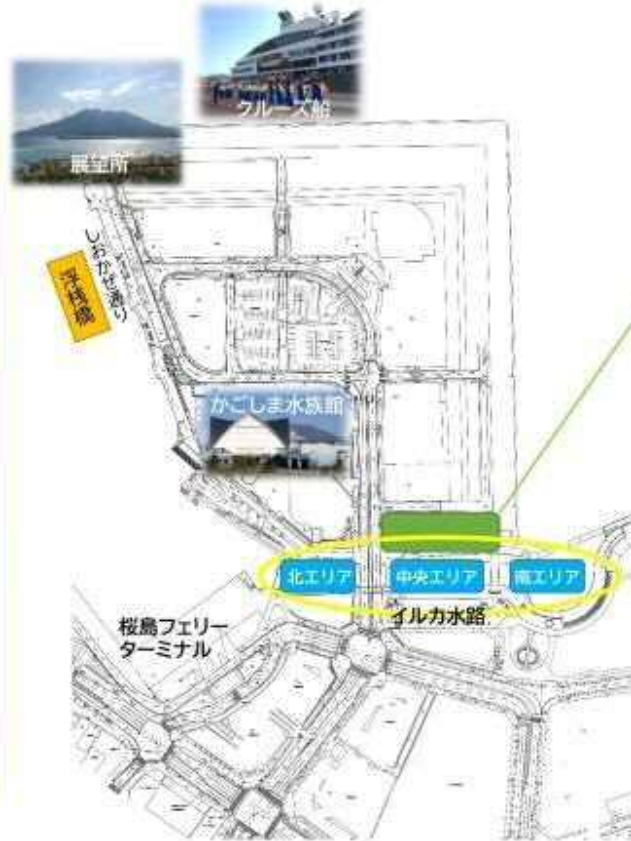 クルーズ船
展望所
しおかぜ通り
浮桟橋
かごしま水族館
北エリア
中央エリア
南エリア
イルカ水路
桜島フェリー
ターミナル